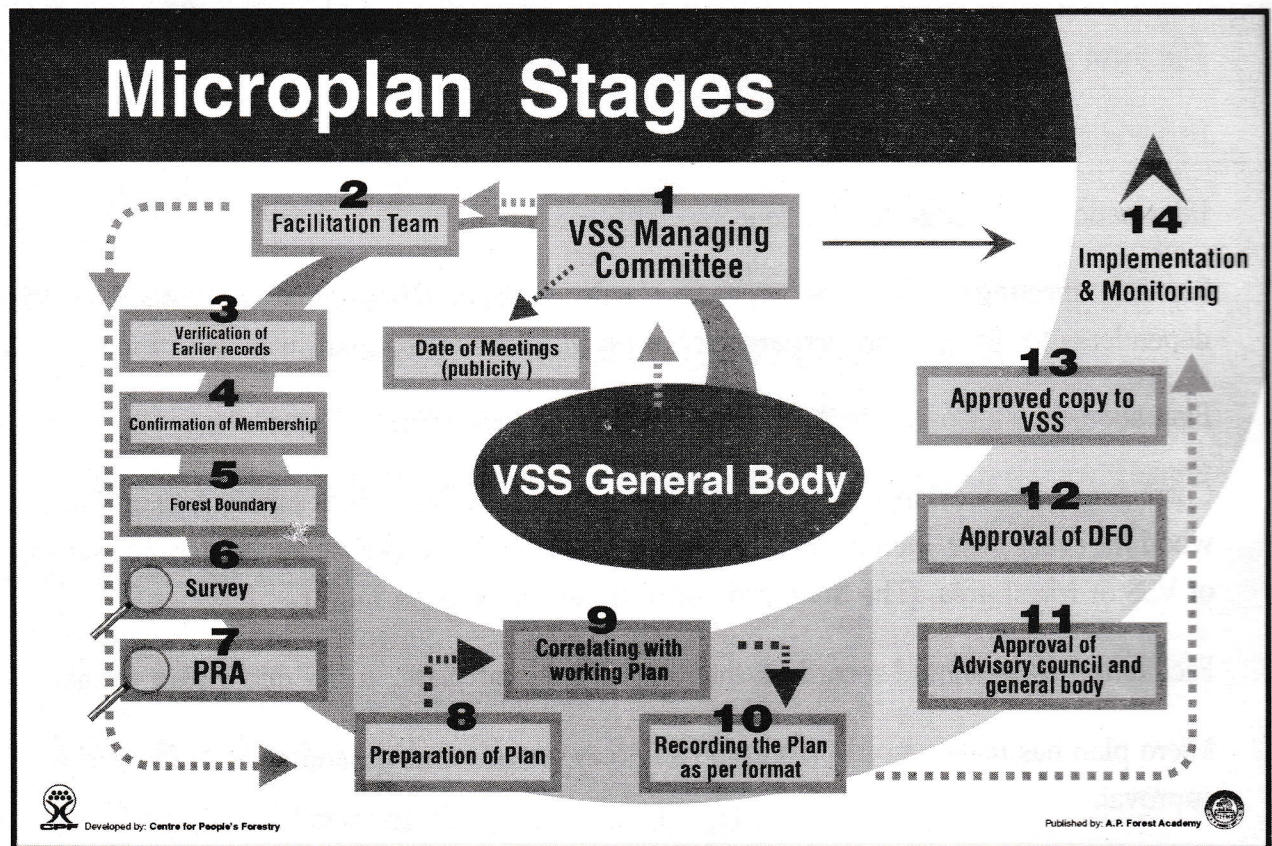 Microplan Stages
1
VSS Managing
Committee
2
Facilitation Team
Date of Meetings
(publicity )
3
Verification of
Earlier records
4
Confirmation of Membership
5
Forest Boundary
6
Survey
7
PRA
VSS General Body
8
Preparation of Plan
9
Correlating with
working Plan
10
Recording the Plan
as per format
11
Approval of
Advisory council and
general body
12
Approval of DFO
13
Approved copy to
VSS
14
Implementation
& Monitoring
CPF
Developed by: Centre for People's Forestry
Published by: A.P. Forest Academy